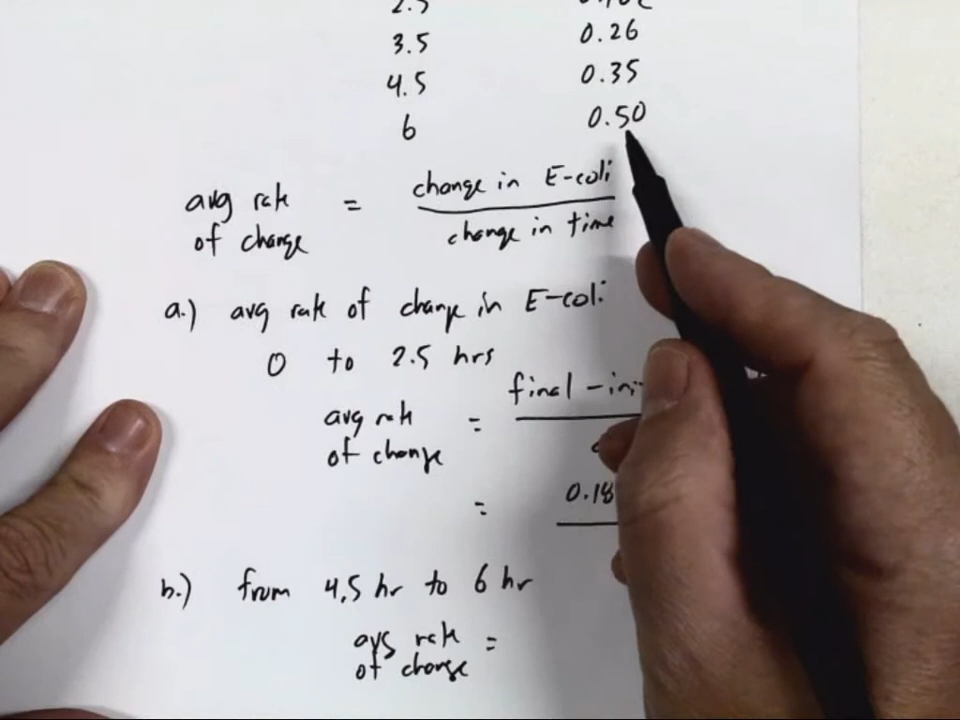 2.5
3.5 0.26
4.5 0.35
6 0.50
avg rate of change = change in E-coli
change in time
a.) avg rate of change in E-coli
0 to 2.5 hrs
avg rate of change = final - ini
= 0.18
b.) from 4.5 hr to 6 hr
avg rate of change =